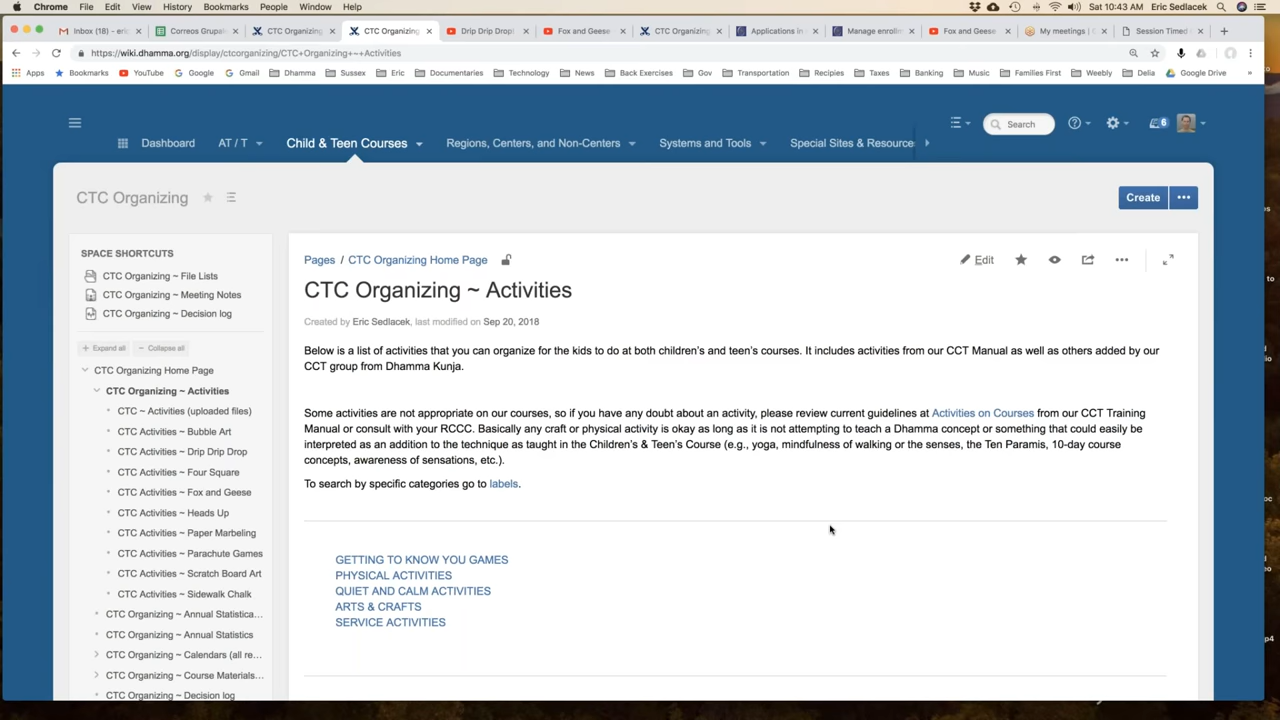 Chrome File Edit View History Bookmarks People Window Help Sat 10:43 AM Eric Sedlacek
Inbox (18) - eric Correos Grupal CTC Organizing CTC Organizing Drip Drip Drop Fox and Geese CTC Organizing Applications in Manage enrollm Fox and Geese My meetings | G Session Timed
https://wiki.dhamma.org/display/ctcorganizing/CTC+Organizing+~+Activities
Apps Bookmarks YouTube Google Gmail Dhamma Sussex Eric Documentaries Technology News Back Exercises Gov Transportation Recipies Taxes Banking Music Families First Weebly Delia Google Drive »
Search 6
Dashboard AT / T Child & Teen Courses Regions, Centers, and Non-Centers Systems and Tools Special Sites & Resource
CTC Organizing
Create
SPACE SHORTCUTS
CTC Organizing ~ File Lists
CTC Organizing ~ Meeting Notes
CTC Organizing ~ Decision log
Expand all Collapse all
CTC Organizing Home Page
CTC Organizing ~ Activities
CTC ~ Activities (uploaded files)
CTC Activities ~ Bubble Art
CTC Activities ~ Drip Drip Drop
CTC Activities ~ Four Square
CTC Activities ~ Fox and Geese
CTC Activities ~ Heads Up
CTC Activities ~ Paper Marbeling
CTC Activities ~ Parachute Games
CTC Activities ~ Scratch Board Art
CTC Activities ~ Sidewalk Chalk
CTC Organizing ~ Annual Statistica...
CTC Organizing ~ Annual Statistics
CTC Organizing ~ Calendars (all re...
CTC Organizing ~ Course Materials...
CTC Organizing ~ Decision log
Pages / CTC Organizing Home Page
Edit
CTC Organizing ~ Activities
Created by Eric Sedlacek, last modified on Sep 20, 2018
Below is a list of activities that you can organize for the kids to do at both children's and teen's courses. It includes activities from our CCT Manual as well as others added by our
CCT group from Dhamma Kunja.
Some activities are not appropriate on our courses, so if you have any doubt about an activity, please review current guidelines at Activities on Courses from our CCT Training
Manual or consult with your RCCC. Basically any craft or physical activity is okay as long as it is not attempting to teach a Dhamma concept or something that could easily be
interpreted as an addition to the technique as taught in the Children's & Teen's Course (e.g., yoga, mindfulness of walking or the senses, the Ten Paramis, 10-day course
concepts, awareness of sensations, etc.).
To search by specific categories go to labels.
GETTING TO KNOW YOU GAMES
PHYSICAL ACTIVITIES
QUIET AND CALM ACTIVITIES
ARTS & CRAFTS
SERVICE ACTIVITIES